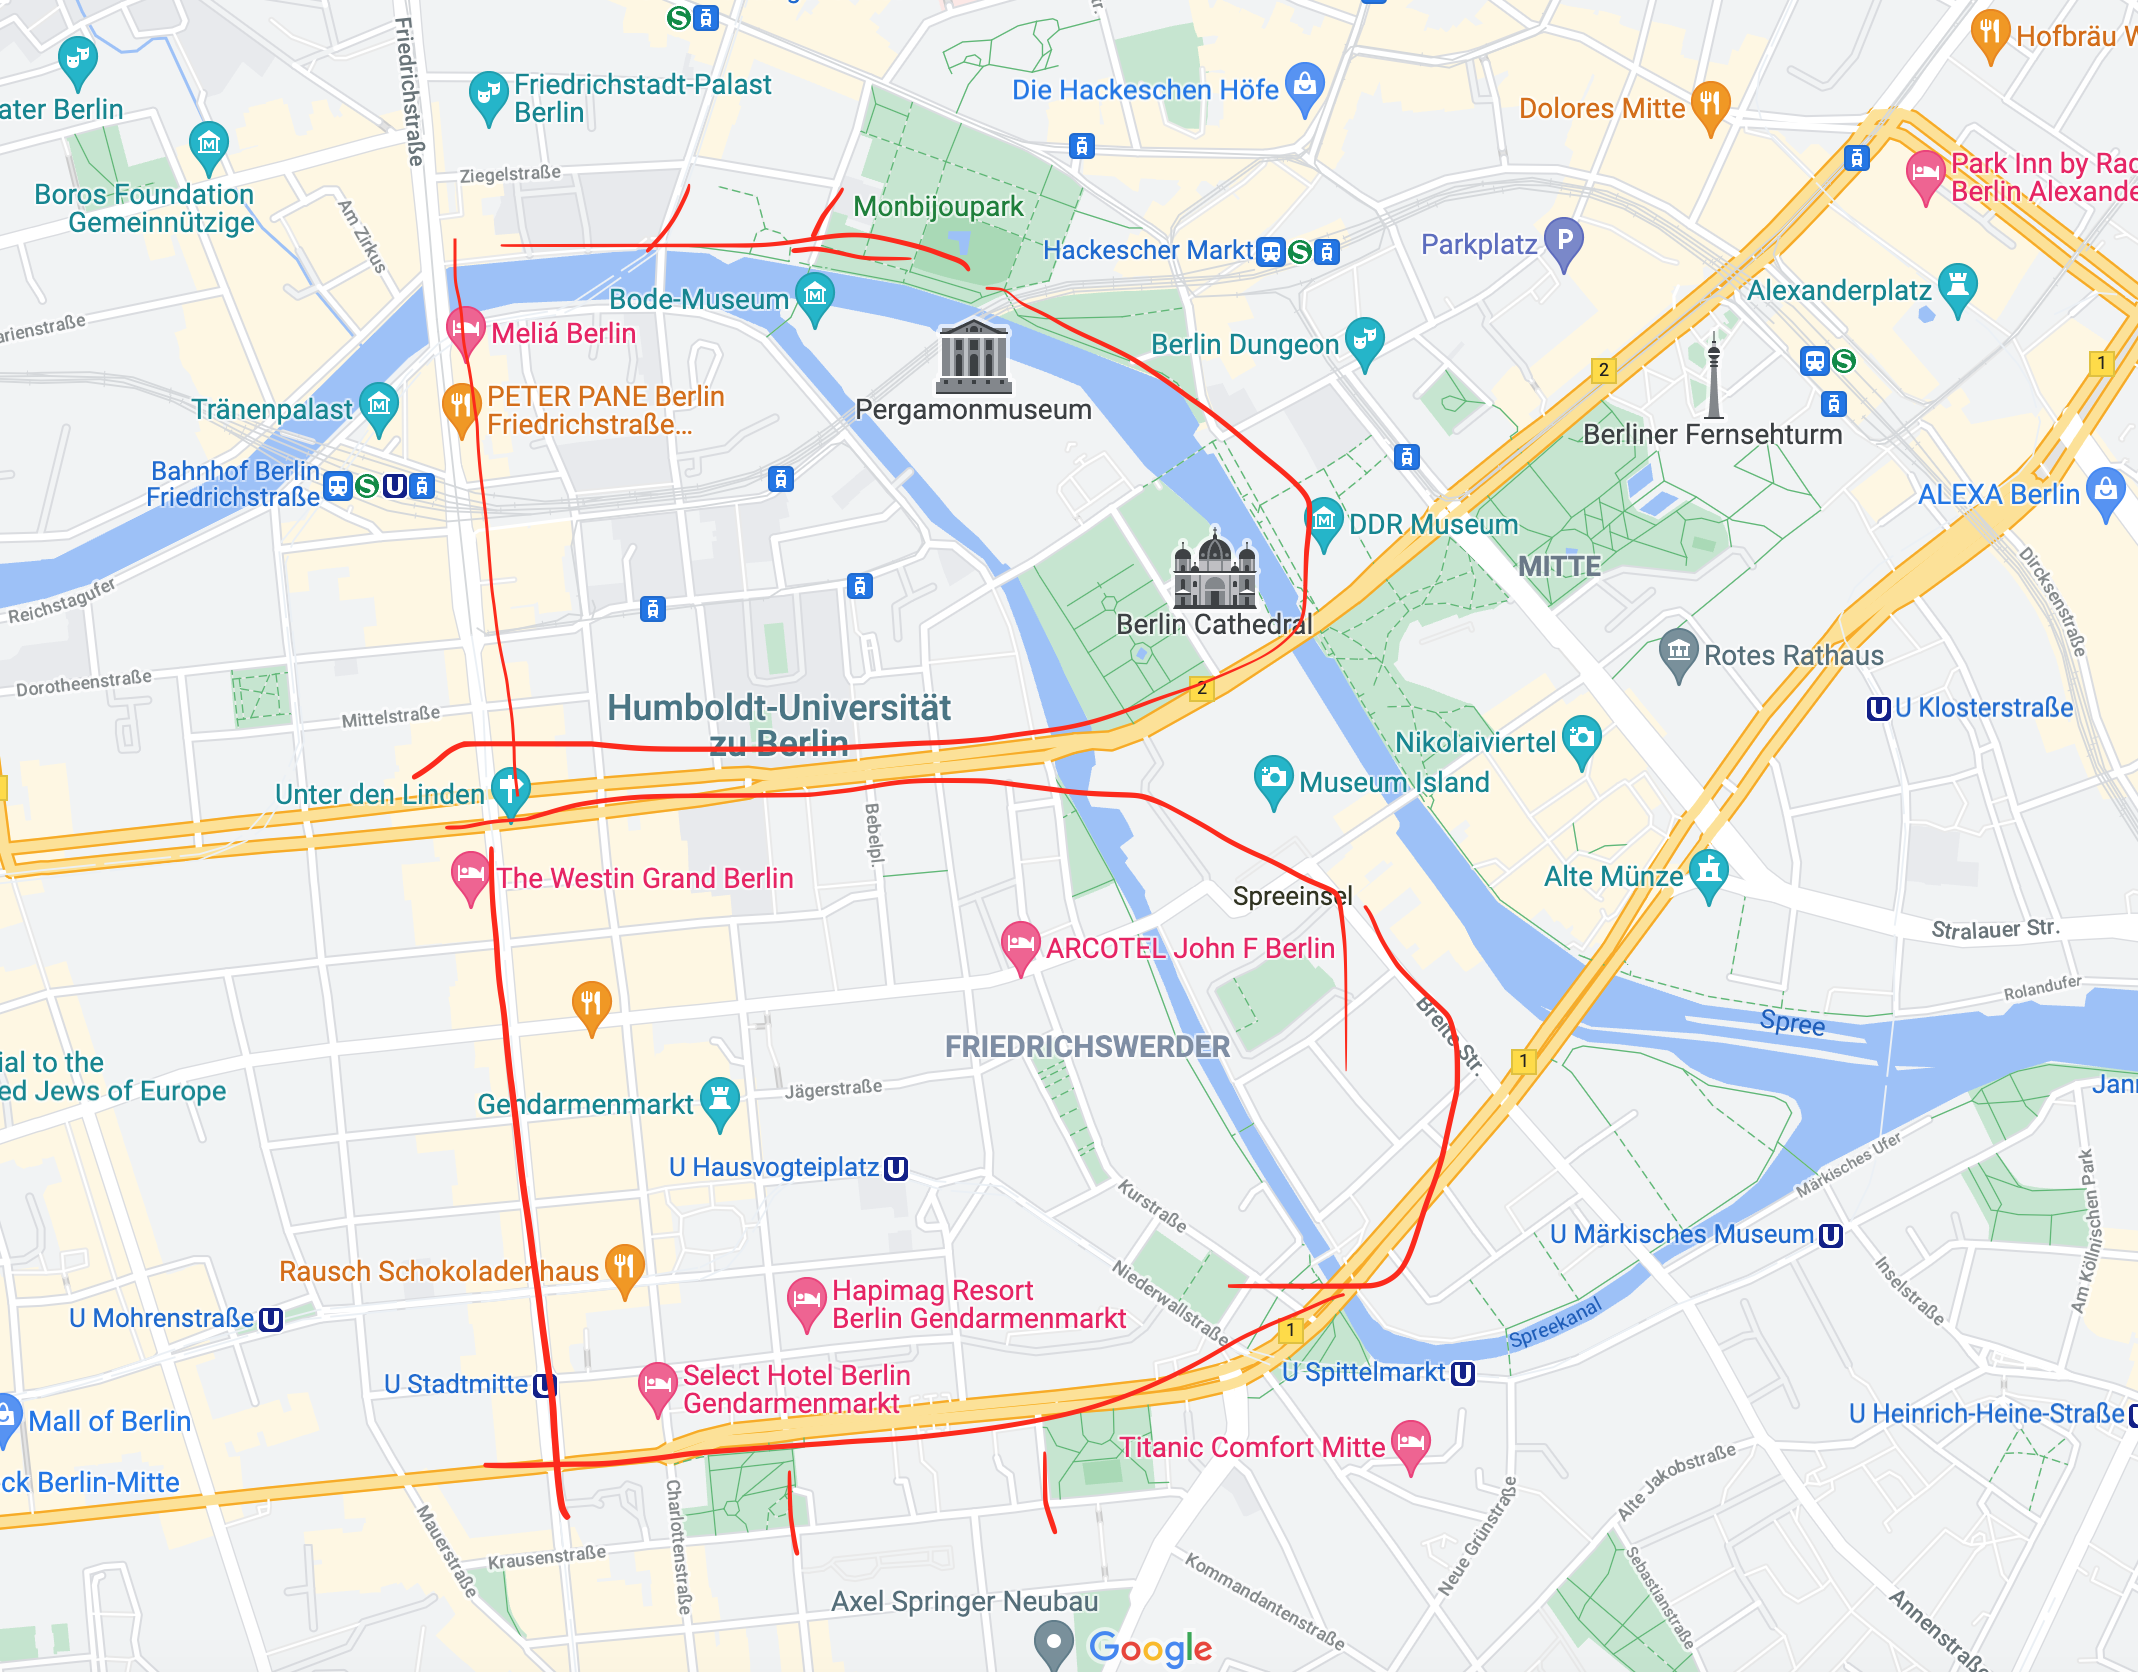 Friedrichstraße
Hofbräu W
Friedrichstadt-Palast
Berlin
Die Hackeschen Höfe
Dolores Mitte
ater Berlin
Boros Foundation
Gemeinnützige
Ziegelstraße
Am Zirkus
Monbijoupark
Hackescher Markt
Parkplatz
P
Park Inn by Rad
Berlin Alexande
Alexanderplatz
Bode-Museum
arienstraße
Meliá Berlin
Berlin Dungeon
2
1
Tränenpalast
PETER PANE Berlin
Friedrichstraße...
Pergamonmuseum
Berliner Fernsehturm
Bahnhof Berlin
Friedrichstraße
ALEXA Berlin
DDR Museum
MITTE
Dircksenstraße
Reichstagufer
Berlin Cathedral
Rotes Rathaus
Dorotheenstraße
Mittelstraße
2
Humboldt-Universität
zu Berlin
U Klosterstraße
Nikolaiviertel
Museum Island
Unter den Linden
Bebelpl.
The Westin Grand Berlin
Alte Münze
Spreeinsel
Stralauer Str.
ARCOTEL John F Berlin
Rolandufer
Breite Str.
Spree
FRIEDRICHSWERDER
1
ial to the
ed Jews of Europe
Jägerstraße
Jann
Gendarmenmarkt
U Hausvogteiplatz
Kurstraße
Märkisches Ufer
Am Köllnischen Park
U Märkisches Museum
Rausch Schokoladenhaus
Niederwallstraße
Inselstraße
Hapimag Resort
Berlin Gendarmenmarkt
U Mohrenstraße
1
Spreekanal
U Spittelmarkt
U Stadtmitte
Select Hotel Berlin
Gendarmenmarkt
Mall of Berlin
U Heinrich-Heine-Straße
Titanic Comfort Mitte
ck Berlin-Mitte
Alte Jakobstraße
Charlottenstraße
Mauerstraße
Krausenstraße
Neue Grünstraße
Sebastianstraße
Kommandantenstraße
Axel Springer Neubau
Annenstraße
Google